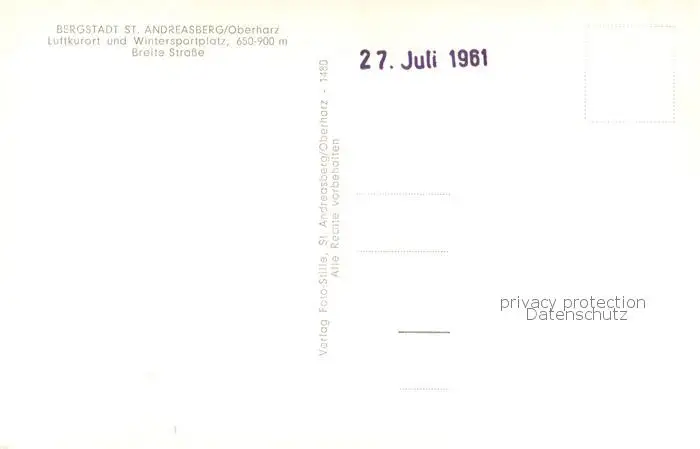 BERGSTADT ST. ANDREASBERG/Oberharz
Luftkurort und Wintersportplatz, 650-900 m
Breite Straße
27. Juli 1961
Verlag Foto-Stille, St. Andreasberg/Oberharz - 1480
Alle Rechte vorbehalten
privacy protection
Datenschutz